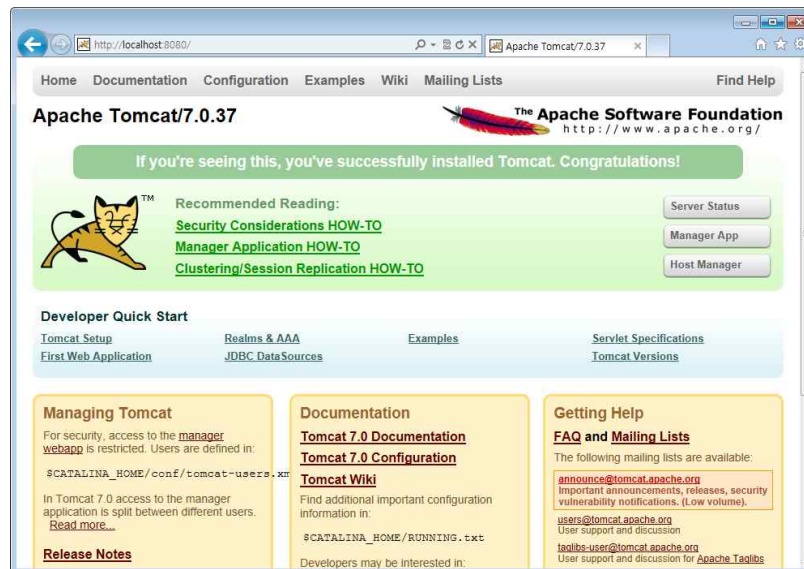 http://localhost:8080/
Apache Tomcat/7.0.37
Home Documentation Configuration Examples Wiki Mailing Lists Find Help
Apache Tomcat/7.0.37
The Apache Software Foundation
http://www.apache.org/
If you're seeing this, you've successfully installed Tomcat. Congratulations!
TM
Recommended Reading:
Security Considerations HOW-TO
Manager Application HOW-TO
Clustering/Session Replication HOW-TO
Server Status
Manager App
Host Manager
Developer Quick Start
Tomcat Setup
First Web Application
Realms & AAA
JDBC DataSources
Examples
Servlet Specifications
Tomcat Versions
Managing Tomcat
For security, access to the manager
webapp is restricted. Users are defined in:
$CATALINA_HOME/conf/tomcat-users.xm
In Tomcat 7.0 access to the manager
application is split between different users.
Read more...
Release Notes
Documentation
Tomcat 7.0 Documentation
Tomcat 7.0 Configuration
Tomcat Wiki
Find additional important configuration
information in:
$CATALINA_HOME/RUNNING.txt
Developers may be interested in:
Getting Help
FAQ and Mailing Lists
The following mailing lists are available:
announce@tomcat.apache.org
Important announcements, releases, security
vulnerability notifications. (Low volume).
users@tomcat.apache.org
User support and discussion
taglibs-user@tomcat.apache.org
User support and discussion for Apache Taglibs